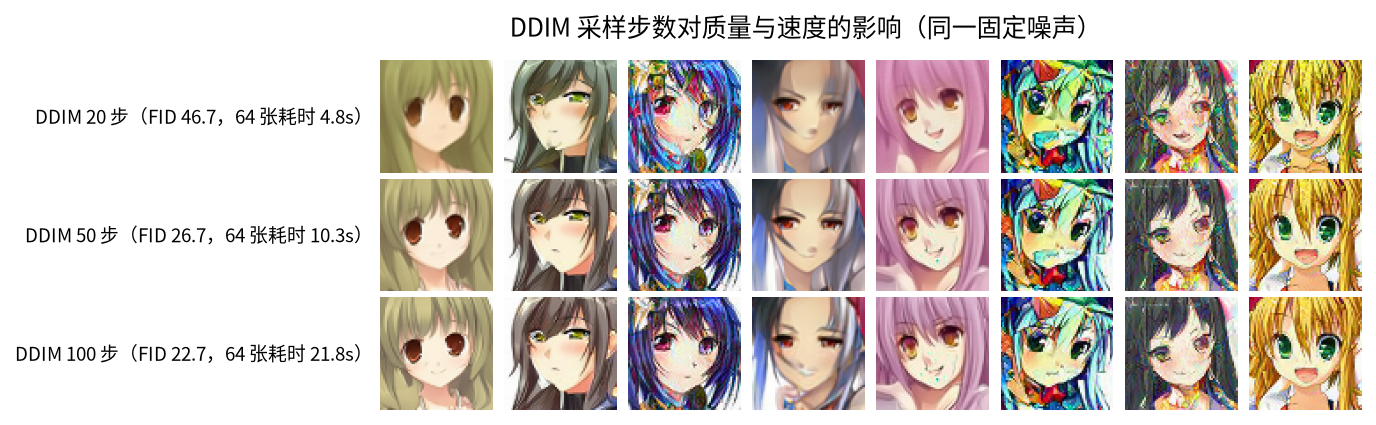 DDIM 采样步数对质量与速度的影响（同一固定噪声）
DDIM 20 步（FID 46.7，64 张耗时 4.8s）
DDIM 50 步（FID 26.7，64 张耗时 10.3s）
DDIM 100 步（FID 22.7，64 张耗时 21.8s）